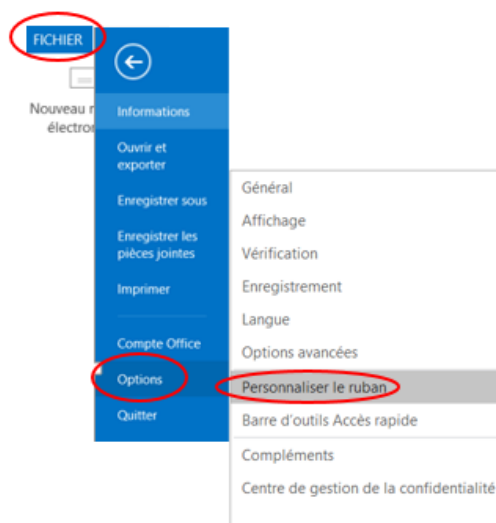 FICHIER
Nouveau
électro
Informations
Ouvrir et
exporter
Enregistrer sous
Enregistrer les
pièces jointes
Imprimer
Compte Office
Options
Quitter
Général
Affichage
Vérification
Enregistrement
Langue
Options avancées
Personnaliser le ruban
Barre d'outils Accès rapide
Compléments
Centre de gestion de la confidentialité